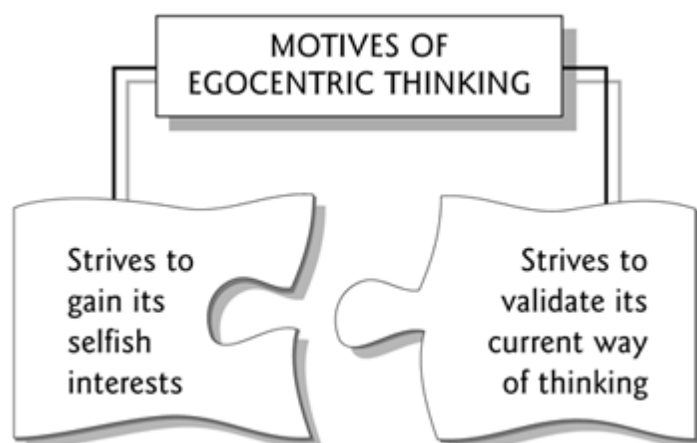 MOTIVES OF
EGOCENTRIC THINKING
Strives to
gain its
selfish
interests
Strives to
validate its
current way
of thinking